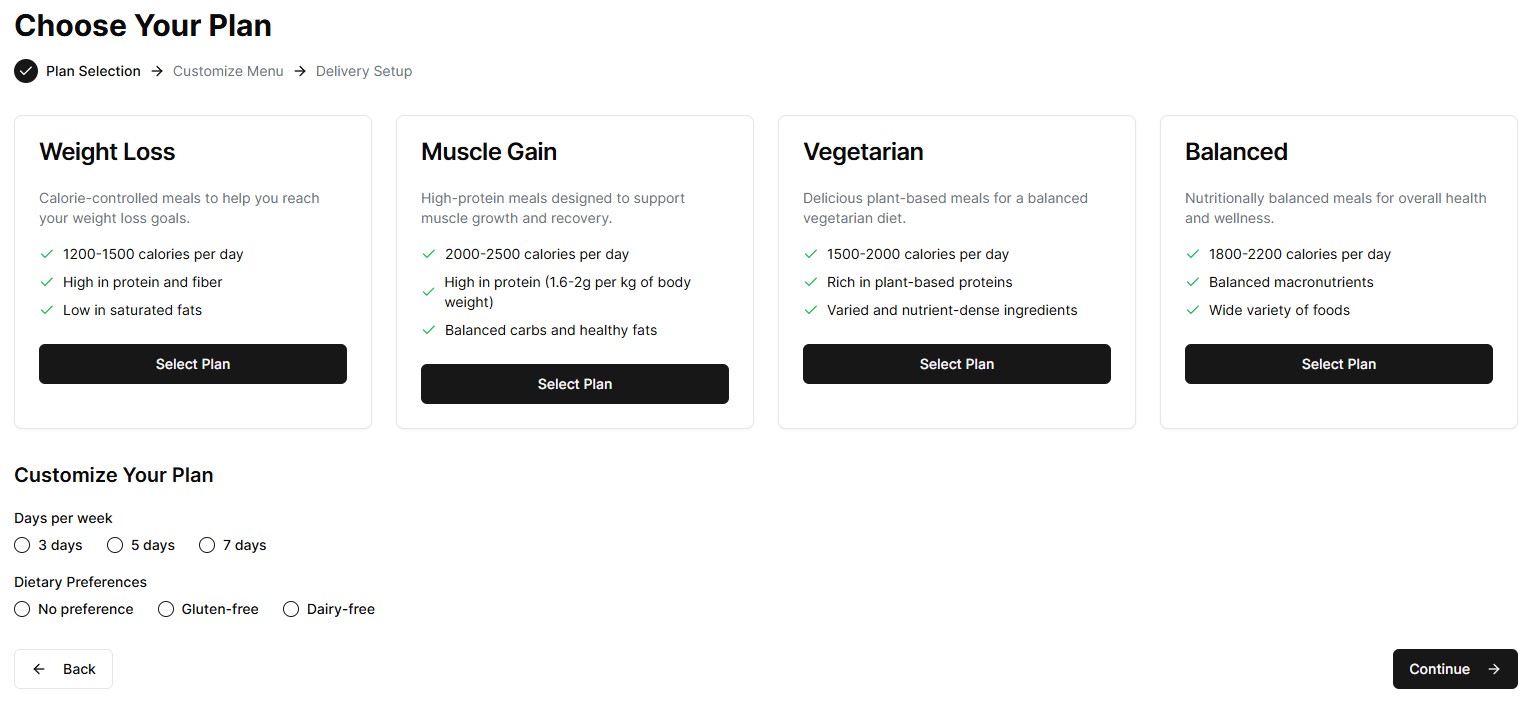 Choose Your Plan
Plan Selection → Customize Menu → Delivery Setup
Weight Loss
Calorie-controlled meals to help you reach
your weight loss goals.
1200-1500 calories per day
High in protein and fiber
Low in saturated fats
Select Plan
Muscle Gain
High-protein meals designed to support
muscle growth and recovery.
2000-2500 calories per day
High in protein (1.6-2g per kg of body
weight)
Balanced carbs and healthy fats
Select Plan
Vegetarian
Delicious plant-based meals for a balanced
vegetarian diet.
1500-2000 calories per day
Rich in plant-based proteins
Varied and nutrient-dense ingredients
Select Plan
Balanced
Nutritionally balanced meals for overall health
and wellness.
1800-2200 calories per day
Balanced macronutrients
Wide variety of foods
Select Plan
Customize Your Plan
Days per week
3 days 5 days 7 days
Dietary Preferences
No preference Gluten-free Dairy-free
← Back
Continue →